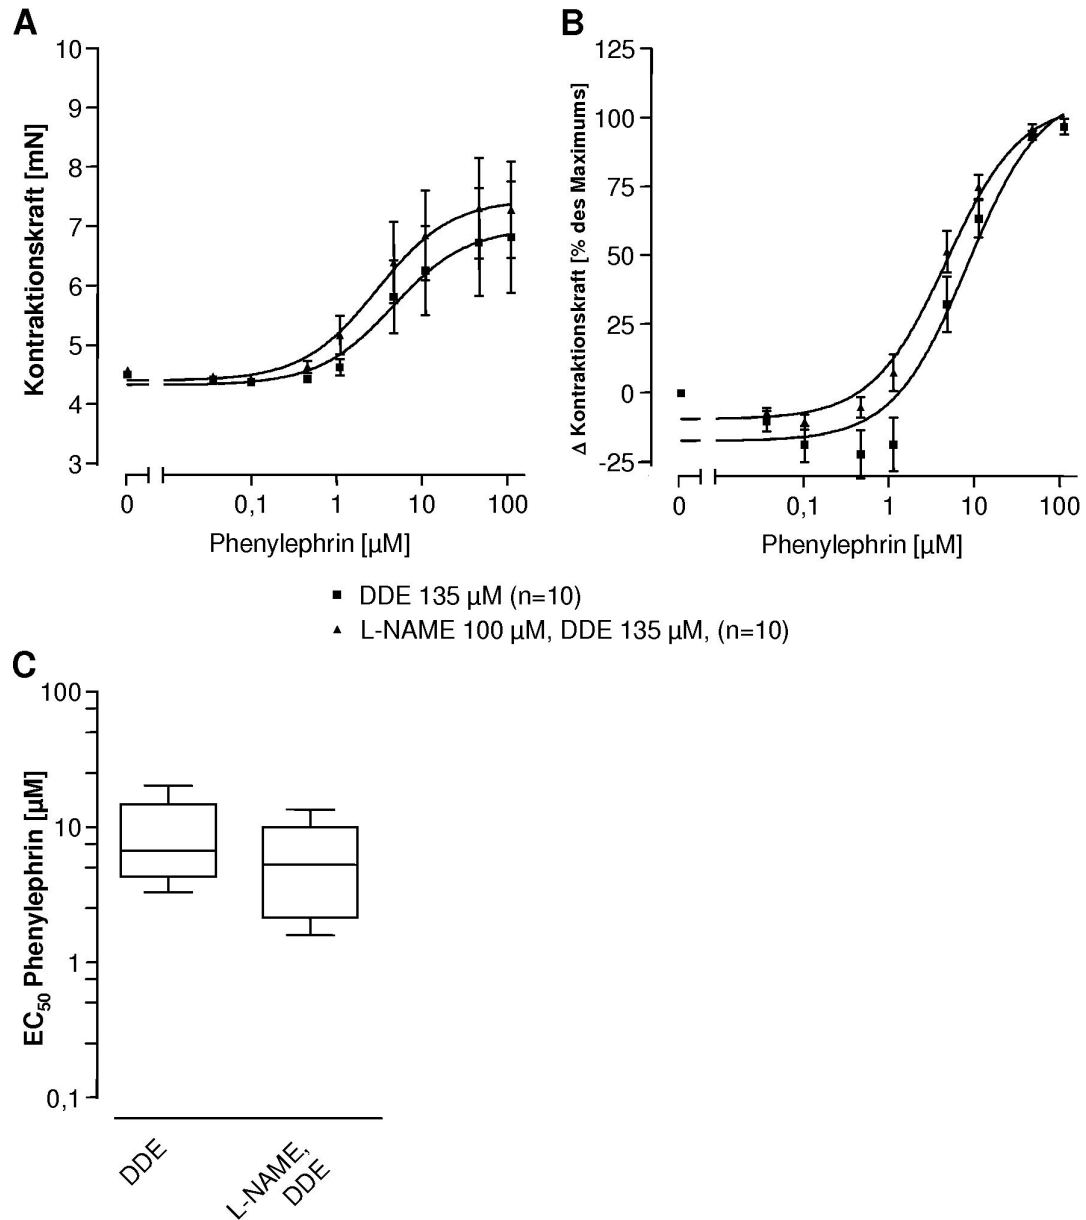 A
Kontraktionskraft [mN]
10
9
8
7
6
5
4
3
0
0,1
1
10
100
Phenylephrin [µM]
B
Δ Kontraktionskraft [% des Maximums]
125
100
75
50
25
0
-25
0
0,1
1
10
100
Phenylephrin [µM]
DDE 135 µM (n=10)
L-NAME 100 µM, DDE 135 µM, (n=10)
C
EC50 Phenylephrin [µM]
100
10
1
0,1
DDE
L-NAME,
DDE